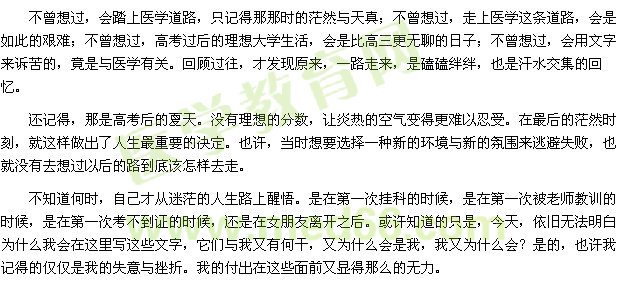 不曾想过，会踏上医学道路，只记得那那时的茫然与天真；不曾想过，走上医学这条道路，会是
如此的艰难；不曾想过，高考过后的理想大学生活，会是比高三更无聊的日子；不曾想过，会用文字
来诉苦的，竟是与医学有关。回顾过往，才发现原来，一路走来，是磕磕绊绊，也是汗水交集的回
忆。
还记得，那是高考后的夏天。没有理想的分数，让炎热的空气变得更难以忍受。在最后的茫然时
刻，就这样做出了人生最重要的决定。也许，当时想要选择一种新的环境与新的氛围来逃避失败，也
就没有去想过以后的路到底该怎样去走。
不知道何时，自己才从迷茫的人生路上醒悟。是在第一次挂科的时候，是在第一次被老师教训的
时候，是在第一次考不到证的时候，还是在女朋友离开之后。或许知道的只是，今天，依旧无法明白
为什么我会在这里写这些文字，它们与我又有何干，又为什么会是我，我又为什么会？是的，也许我
记得的仅仅是我的失意与挫折。我的付出在这些面前又显得那么的无力。
医学教育网